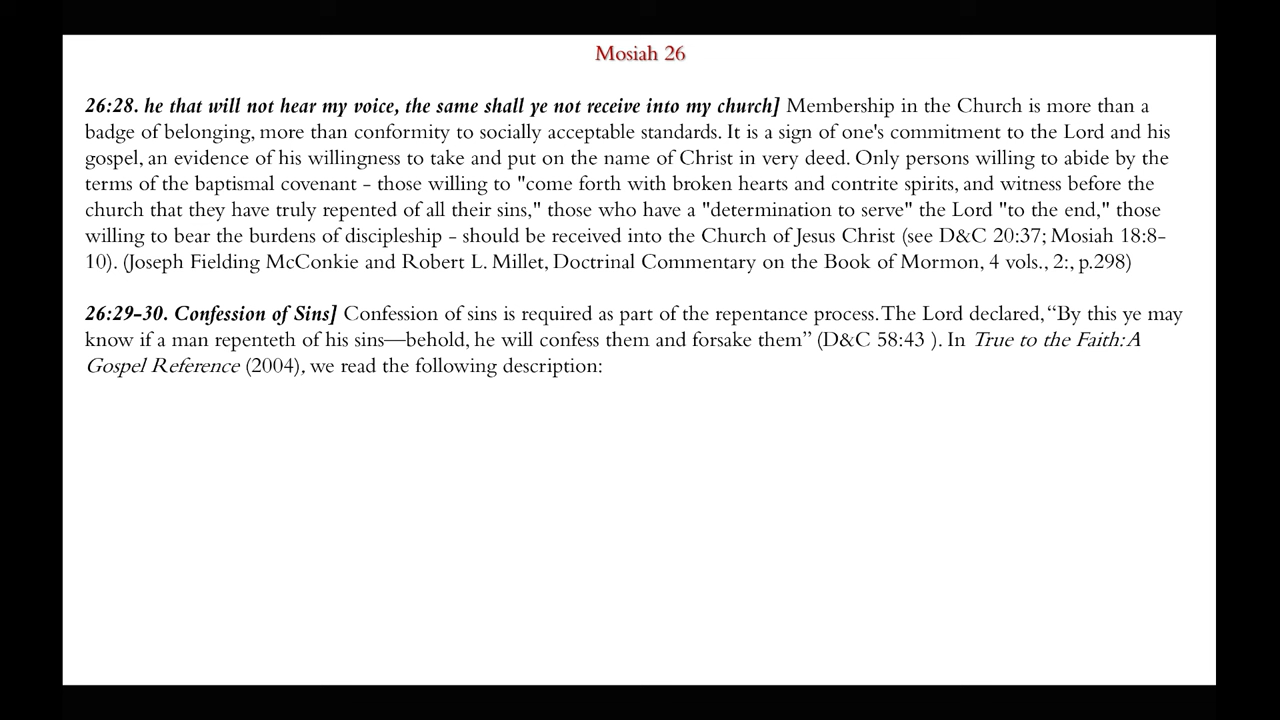 Mosiah 26
26:28. he that will not hear my voice, the same shall ye not receive into my church] Membership in the Church is more than a
badge of belonging, more than conformity to socially acceptable standards. It is a sign of one's commitment to the Lord and his
gospel, an evidence of his willingness to take and put on the name of Christ in very deed. Only persons willing to abide by the
terms of the baptismal covenant - those willing to "come forth with broken hearts and contrite spirits, and witness before the
church that they have truly repented of all their sins," those who have a "determination to serve" the Lord "to the end," those
willing to bear the burdens of discipleship - should be received into the Church of Jesus Christ (see D&C 20:37; Mosiah 18:8-
10). (Joseph Fielding McConkie and Robert L. Millet, Doctrinal Commentary on the Book of Mormon, 4 vols., 2:, p.298)
26:29-30. Confession of Sins] Confession of sins is required as part of the repentance process. The Lord declared, “By this ye may
know if a man repenteth of his sins—behold, he will confess them and forsake them” (D&C 58:43 ). In True to the Faith: A
Gospel Reference (2004), we read the following description: